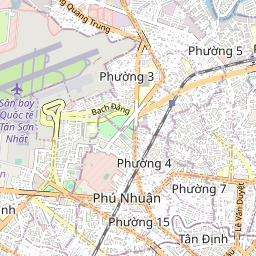 Quang Trung
Phường 5
Phường 3
Sân bay
Quốc tế
Tân Sơn
Nhất
Bạch Đằng
Phường 4
Phú Nhuận
Phường 7
Phường 15
Tân Định
Lê Văn Duyệt